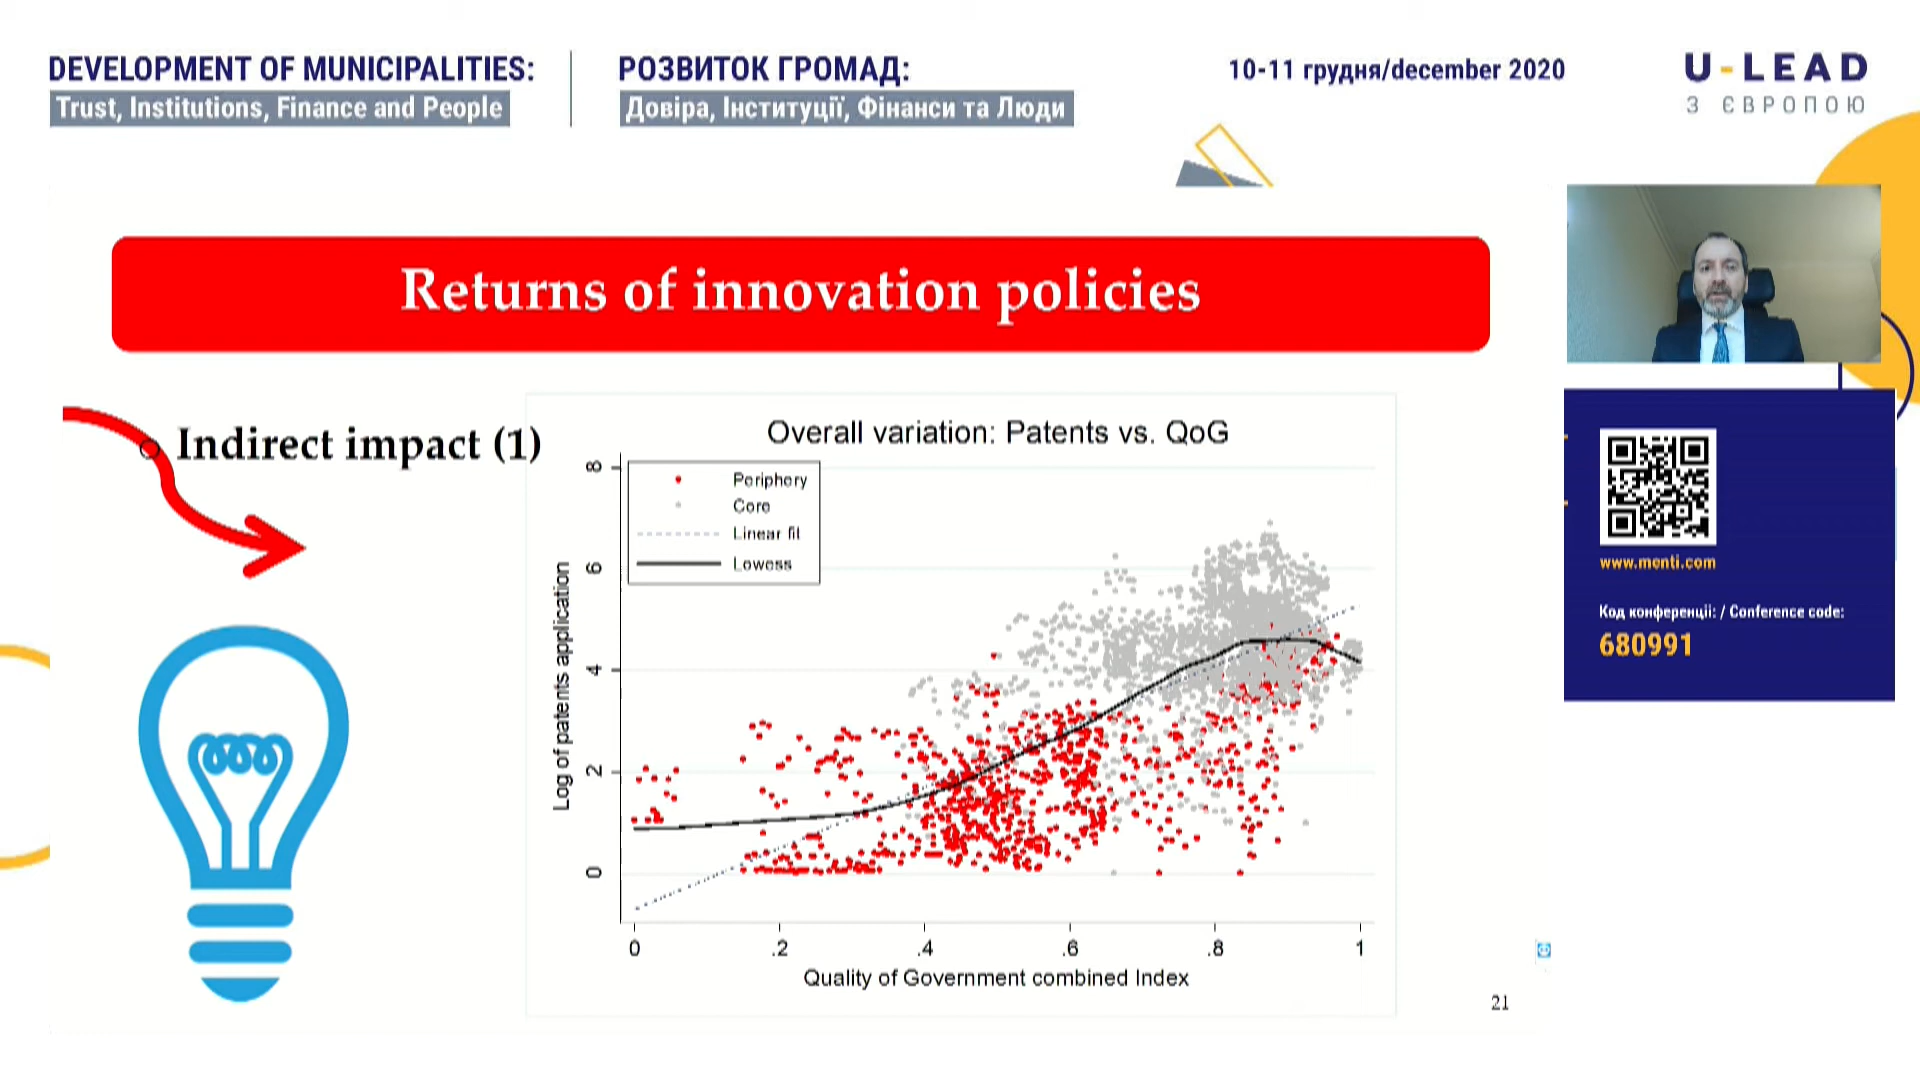 DEVELOPMENT OF MUNICIPALITIES:
Trust, Institutions, Finance and People
РОЗВИТОК ГРОМАД:
Довіра, Інституції, Фінанси та Люди
10-11 грудня/december 2020
U-LEAD
З ЄВРОПОЮ
Returns of innovation policies
Indirect impact (1)
Overall variation: Patents vs. QoG
Periphery
Core
Linear fit
Lowess
Log of patents application
8
6
4
2
0
0 .2 .4 .6 .8 1
Quality of Government combined Index
21
www.menti.com
Код конференції: / Conference code:
680991